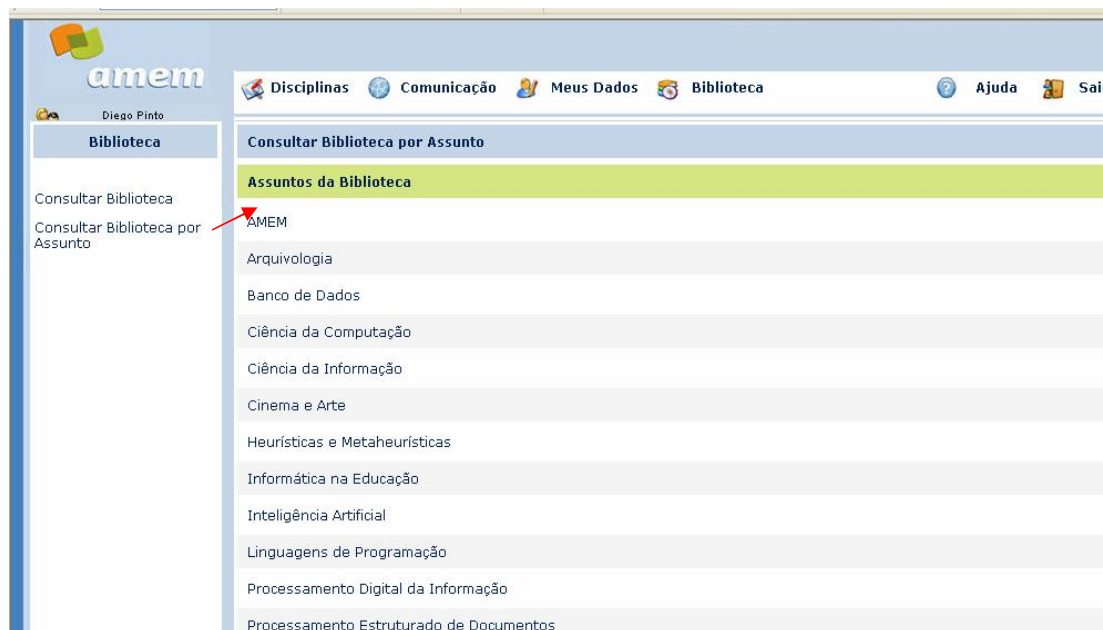 amem
Disciplinas Comunicação Meus Dados Biblioteca Ajuda Sai
Diego Pinto
Biblioteca
Consultar Biblioteca
Consultar Biblioteca por
Assunto
Consultar Biblioteca por Assunto
Assuntos da Biblioteca
AMEM
Arquivologia
Banco de Dados
Ciência da Computação
Ciência da Informação
Cinema e Arte
Heurísticas e Metaheurísticas
Informática na Educação
Inteligência Artificial
Linguagens de Programação
Processamento Digital da Informação
Processamento Estruturado de Documentos